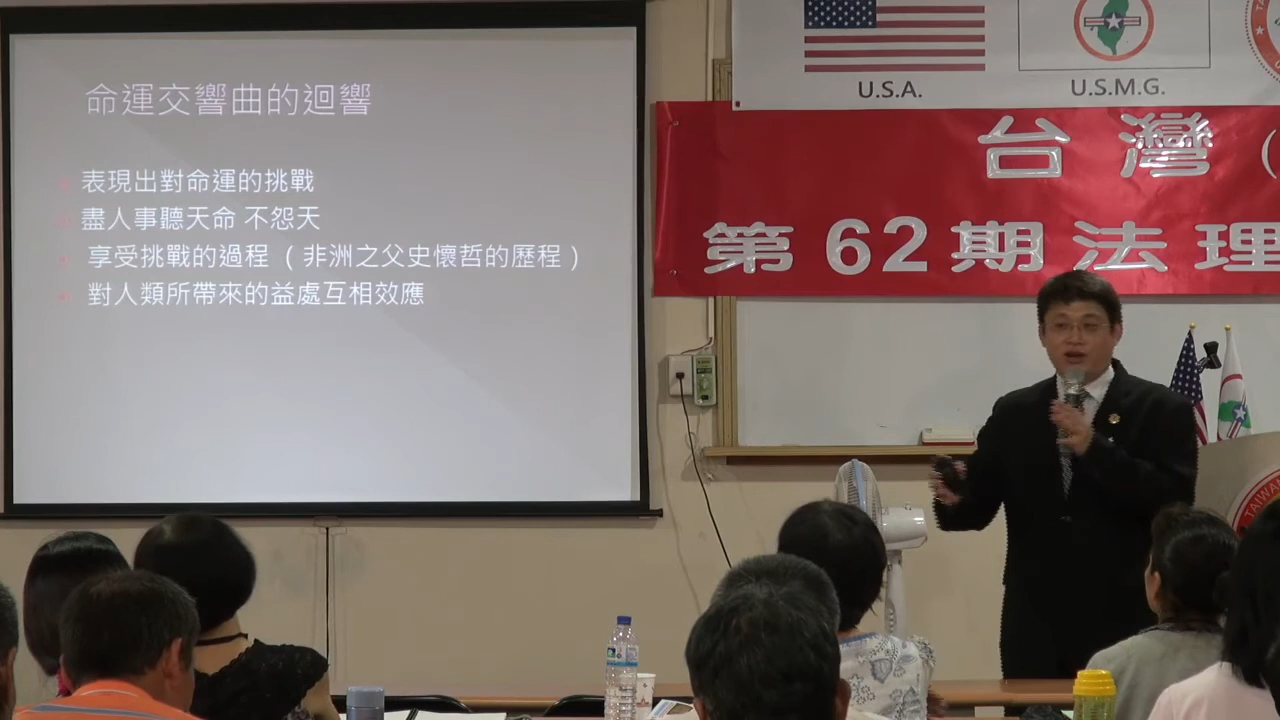 命運交響曲的迴響
表現出對命運的挑戰
盡人事聽天命 不怨天
享受挑戰的過程 （非洲之父史懷哲的歷程）
對人類所帶來的益處互相效應
U.S.A.
U.S.M.G.
台灣（
第62期法理
TAIWAN